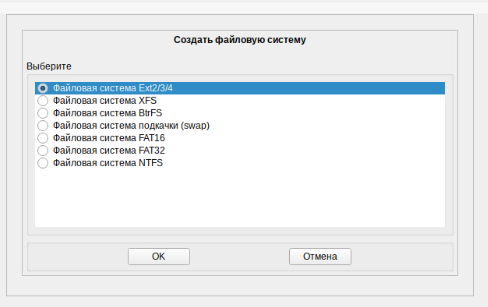 Создать файловую систему
Выберите
Файловая система Ext2/3/4
Файловая система XFS
Файловая система BtrFS
Файловая система подкачки (swap)
Файловая система FAT16
Файловая система FAT32
Файловая система NTFS
OK Отмена